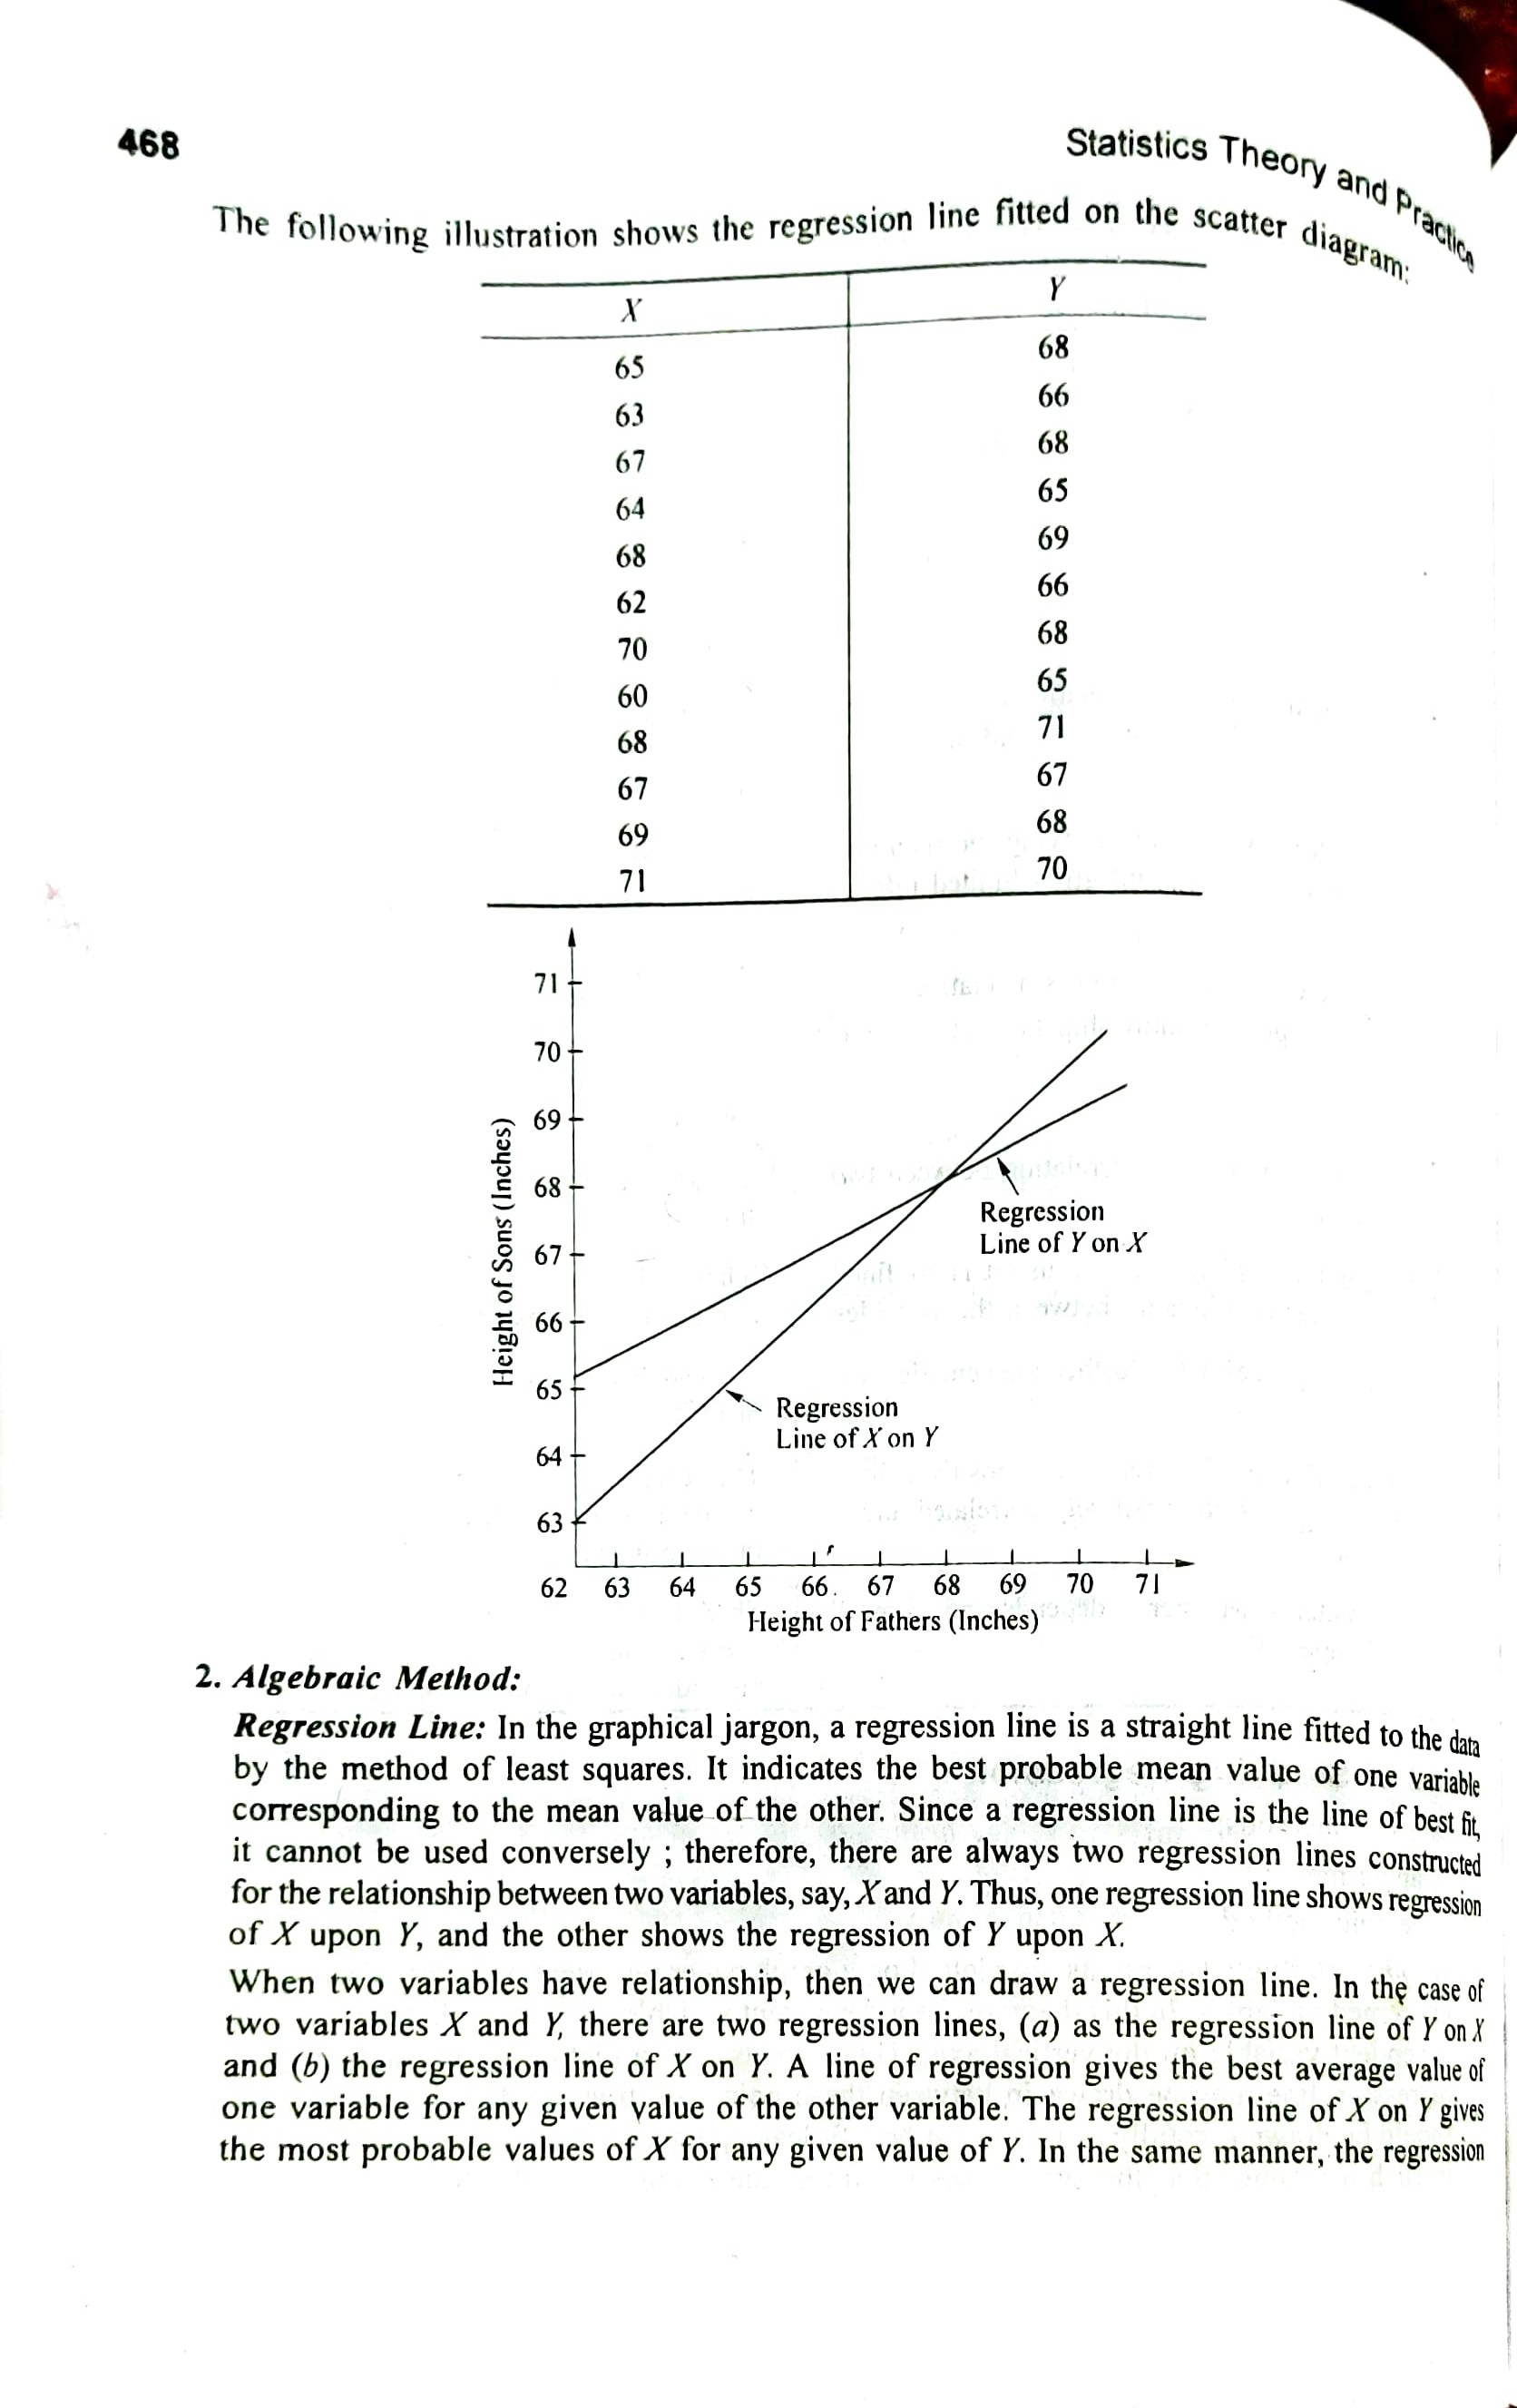 468
Statistics Theory and Practice
The following illustration shows the regression line fitted on the scatter diagram:
X Y
65 68
63 66
67 68
64 65
68 69
62 66
70 68
60 65
68 71
67 67
69 68
71 70
71
70
69
68
67
66
65
64
63
Height of Sons (Inches)
Regression
Line of Y on X
Regression
Line of X on Y
62 63 64 65 66. 67 68 69 70 71
Height of Fathers (Inches)
2. Algebraic Method:
Regression Line: In the graphical jargon, a regression line is a straight line fitted to the data
by the method of least squares. It indicates the best probable mean value of one variable
corresponding to the mean value of the other. Since a regression line is the line of best fit,
it cannot be used conversely ; therefore, there are always two regression lines constructed
for the relationship between two variables, say, X and Y. Thus, one regression line shows regression
of X upon Y, and the other shows the regression of Y upon X.
When two variables have relationship, then we can draw a regression line. In the case of
two variables X and Y, there are two regression lines, (a) as the regression line of Y on X
and (b) the regression line of X on Y. A line of regression gives the best average value of
one variable for any given value of the other variable. The regression line of X on Y gives
the most probable values of X for any given value of Y. In the same manner, the regression